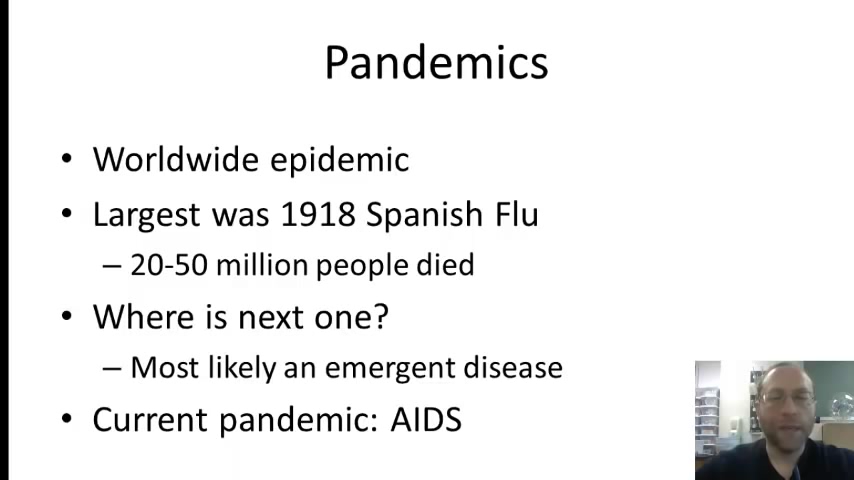 Pandemics
• Worldwide epidemic
• Largest was 1918 Spanish Flu
– 20-50 million people died
• Where is next one?
– Most likely an emergent disease
• Current pandemic: AIDS